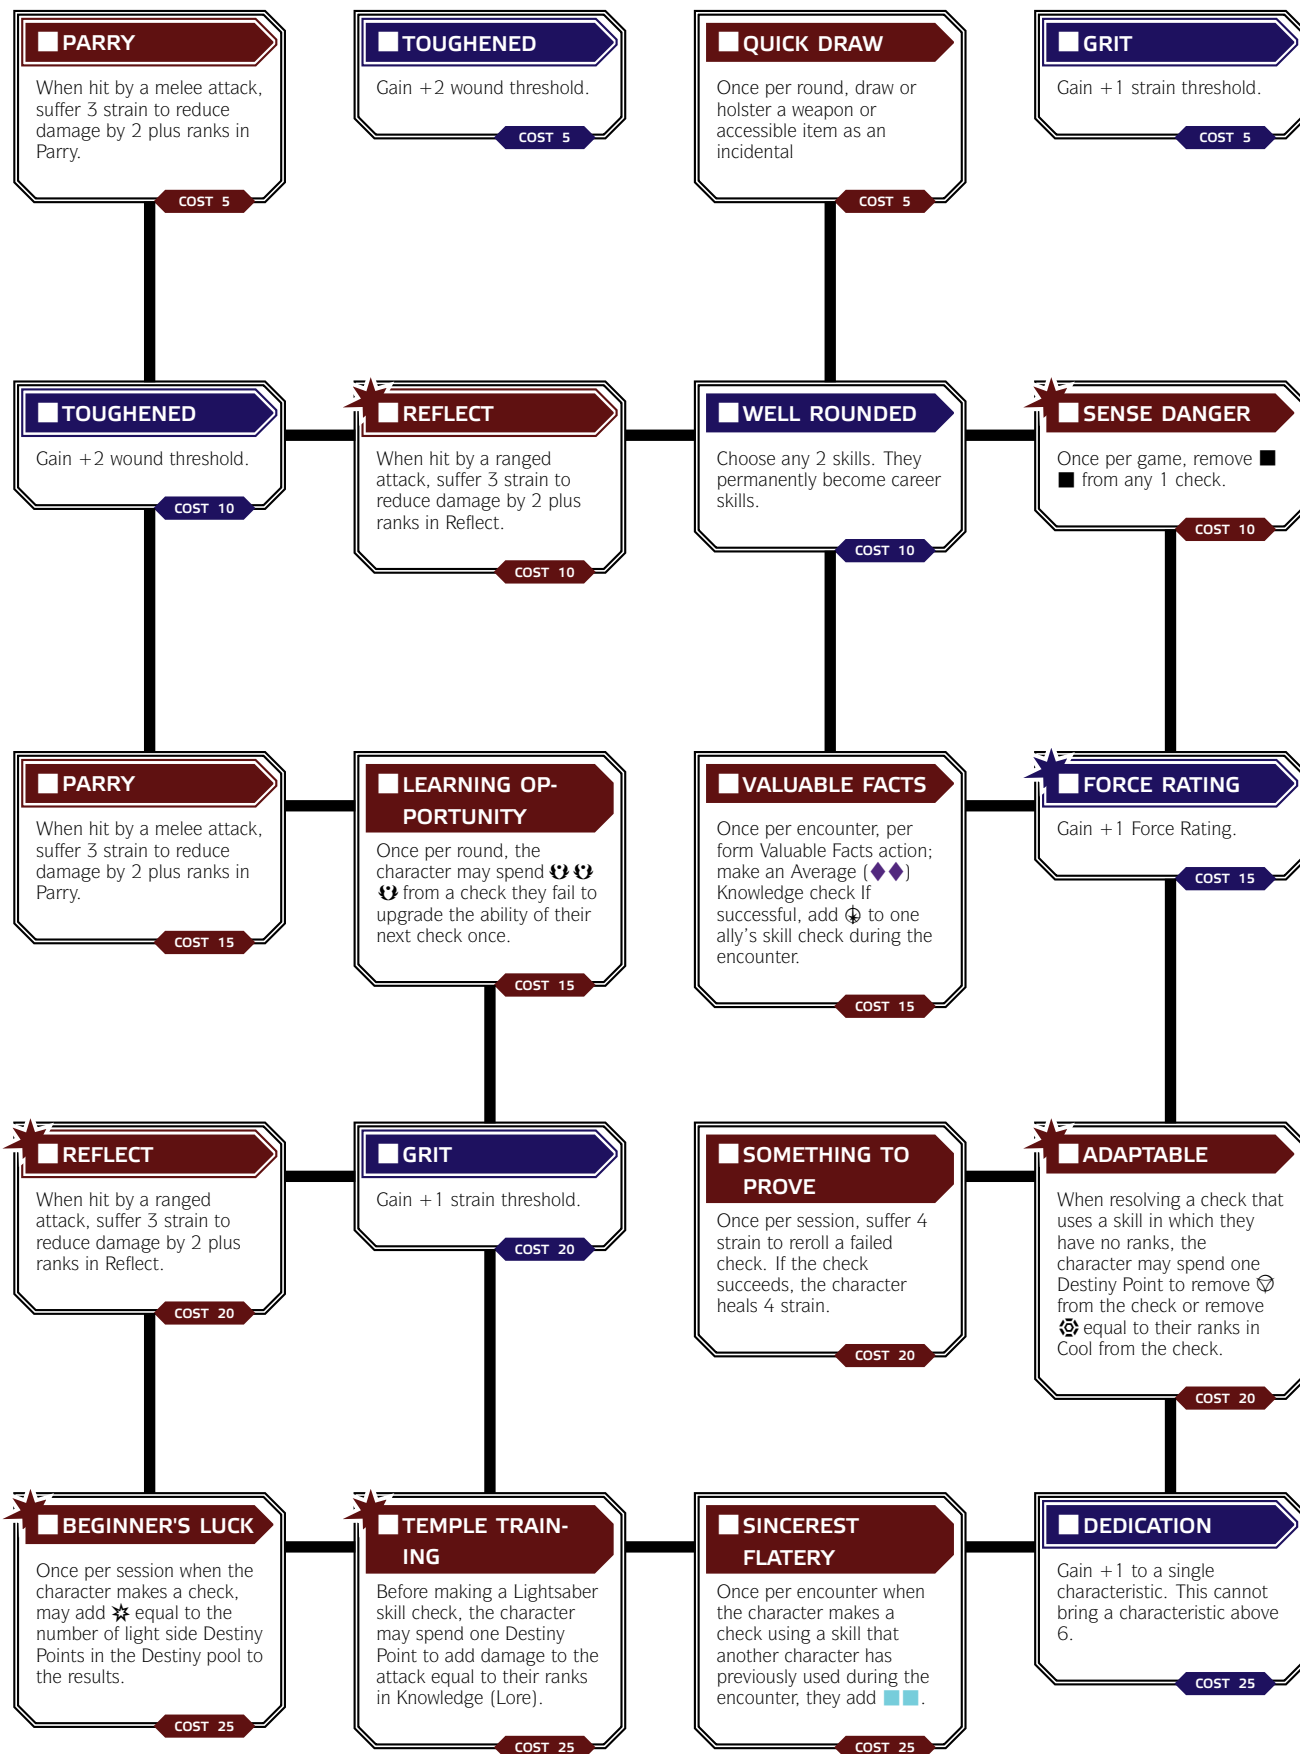 PARRY
When hit by a melee attack,
suffer 3 strain to reduce
damage by 2 plus ranks in
Parry.
COST 5
TOUGHENED
Gain +2 wound threshold.
COST 5
QUICK DRAW
Once per round, draw or
holster a weapon or
accessible item as an
incidental
COST 5
GRIT
Gain +1 strain threshold.
COST 5
TOUGHENED
Gain +2 wound threshold.
COST 10
REFLECT
When hit by a ranged
attack, suffer 3 strain to
reduce damage by 2 plus
ranks in Reflect.
COST 10
WELL ROUNDED
Choose any 2 skills. They
permanently become career
skills.
COST 10
SENSE DANGER
Once per game, remove ■
■ from any 1 check.
COST 10
PARRY
When hit by a melee attack,
suffer 3 strain to reduce
damage by 2 plus ranks in
Parry.
COST 15
LEARNING OP-
PORTUNITY
Once per round, the
character may spend
from a check they fail to
upgrade the ability of their
next check once.
COST 15
VALUABLE FACTS
Once per encounter, per
form Valuable Facts action;
make an Average (◆◆)
Knowledge check If
successful, add to one
ally's skill check during the
encounter.
COST 15
FORCE RATING
Gain +1 Force Rating.
COST 15
REFLECT
When hit by a ranged
attack, suffer 3 strain to
reduce damage by 2 plus
ranks in Reflect.
COST 20
GRIT
Gain +1 strain threshold.
COST 20
SOMETHING TO
PROVE
Once per session, suffer 4
strain to reroll a failed
check. If the check
succeeds, the character
heals 4 strain.
COST 20
ADAPTABLE
When resolving a check that
uses a skill in which they
have no ranks, the
character may spend one
Destiny Point to remove
from the check or remove
equal to their ranks in
Cool from the check.
COST 20
BEGINNER'S LUCK
Once per session when the
character makes a check,
may add equal to the
number of light side Destiny
Points in the Destiny pool to
the results.
COST 25
TEMPLE TRAIN-
ING
Before making a Lightsaber
skill check, the character
may spend one Destiny
Point to add damage to the
attack equal to their ranks
in Knowledge (Lore).
COST 25
SINCEREST
FLATERY
Once per encounter when
the character makes a
check using a skill that
another character has
previously used during the
encounter, they add ■■.
COST 25
DEDICATION
Gain +1 to a single
characteristic. This cannot
bring a characteristic above
6.
COST 25